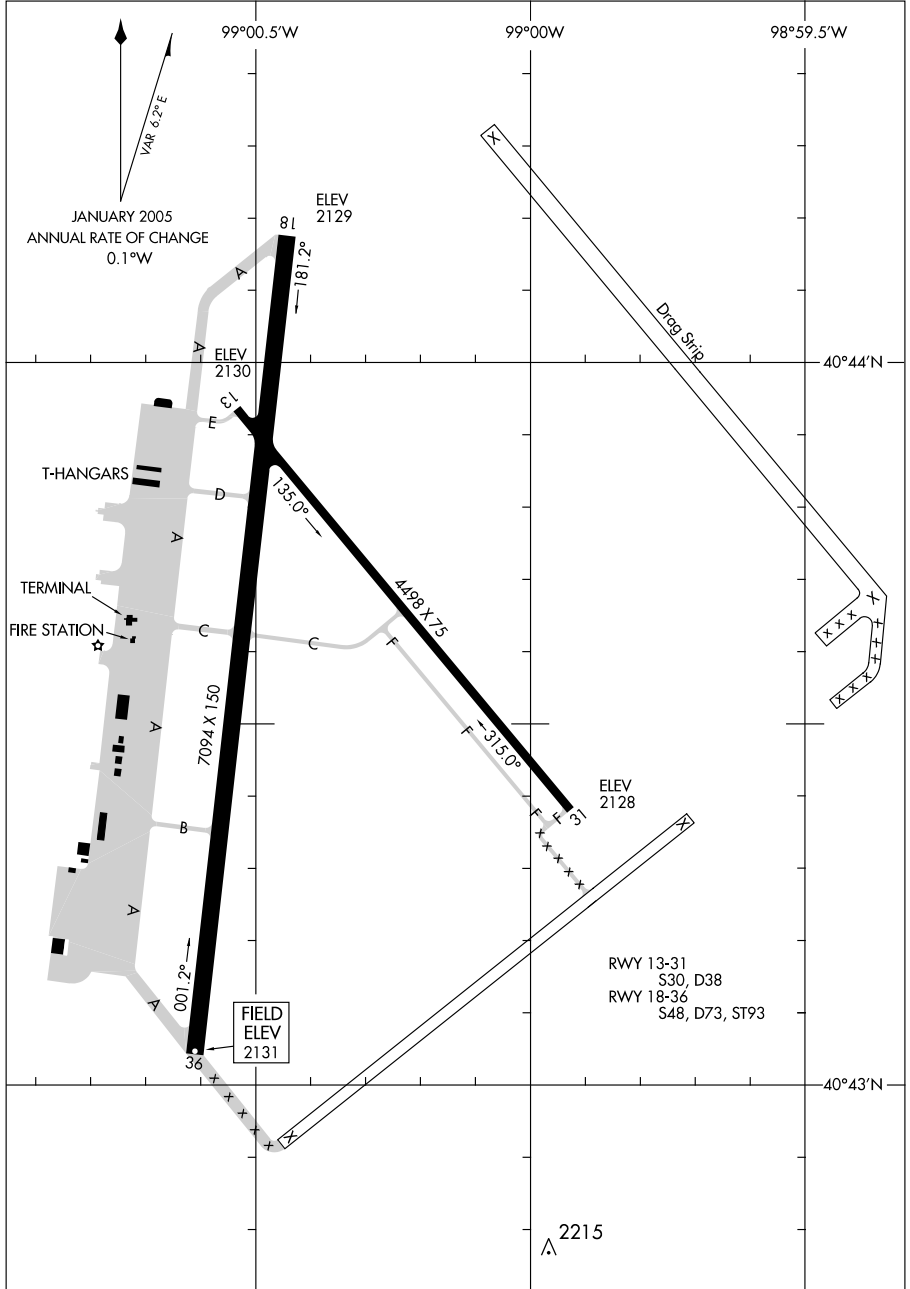 99°00.5'W
99°00'W
98°59.5'W
VAR 6.2° E
JANUARY 2005
ANNUAL RATE OF CHANGE
0.1°W
ELEV
2129
18
181.2°
A
A
Drag Strip
X
ELEV
2130
13
40°44'N
E
T-HANGARS
D
135.0°
A
4498 X 75
TERMINAL
FIRE STATION
C
C
F
X
X X X
X X X
X X X
7094 X 150
A
F
315.0°
ELEV
2128
31
F
F
B
X X X X X
X
A
001.2°
RWY 13-31
S30, D38
RWY 18-36
S48, D73, ST93
A
FIELD
ELEV
2131
36
40°43'N
X X X X X
X
2215